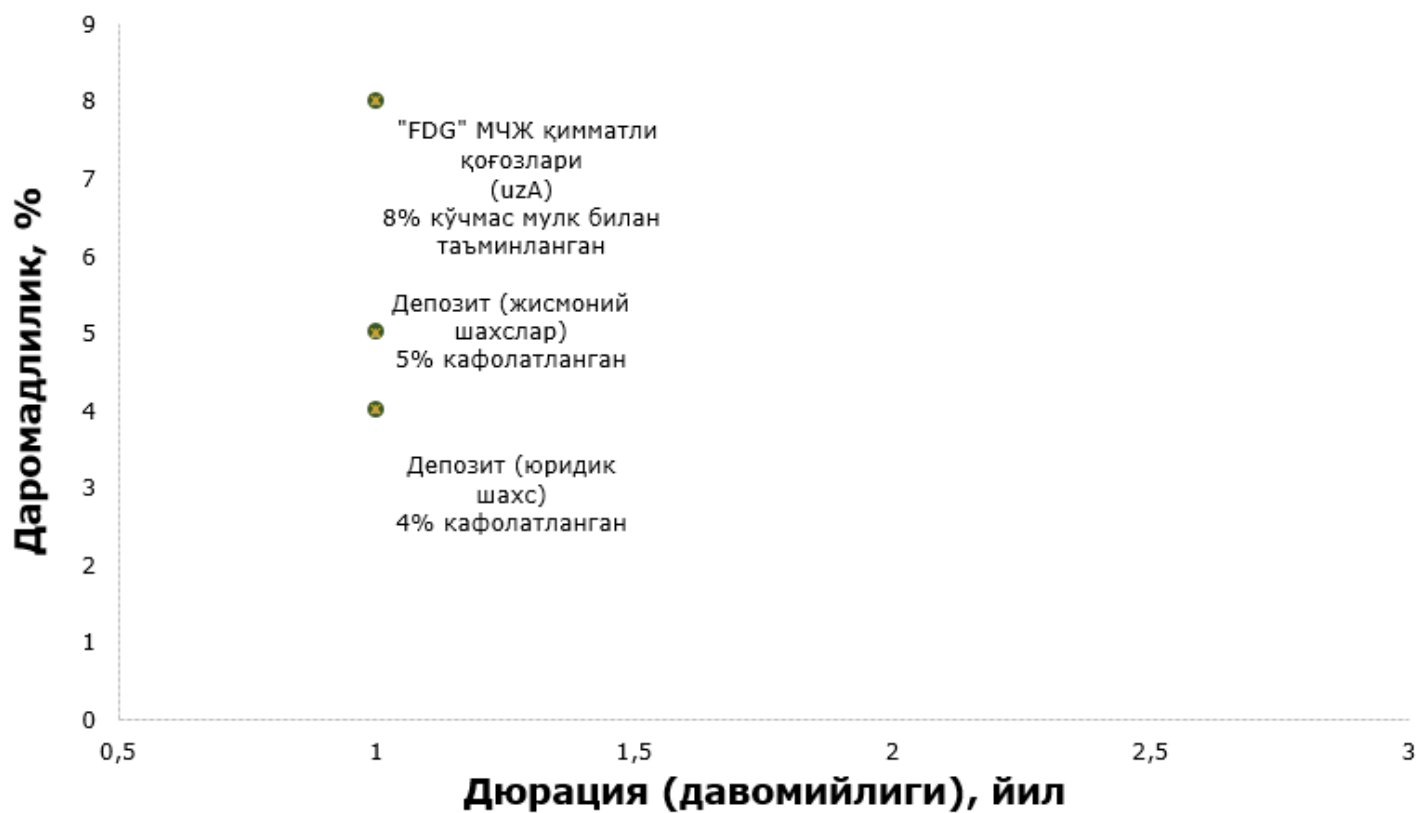 9
8
"FDG" МЧЖ қимматли
қоғозлари
(uzA)
8% кўчмас мулк билан
таъминланган
7
6
Депозит (жисмоний
шахслар)
5% кафолатланган
5
4
Депозит (юридик
шахс)
4% кафолатланган
3
2
1
0
Даромадлилик, %
0,5
1
1,5
2
2,5
3
Дюрация (давомийлиги), йил